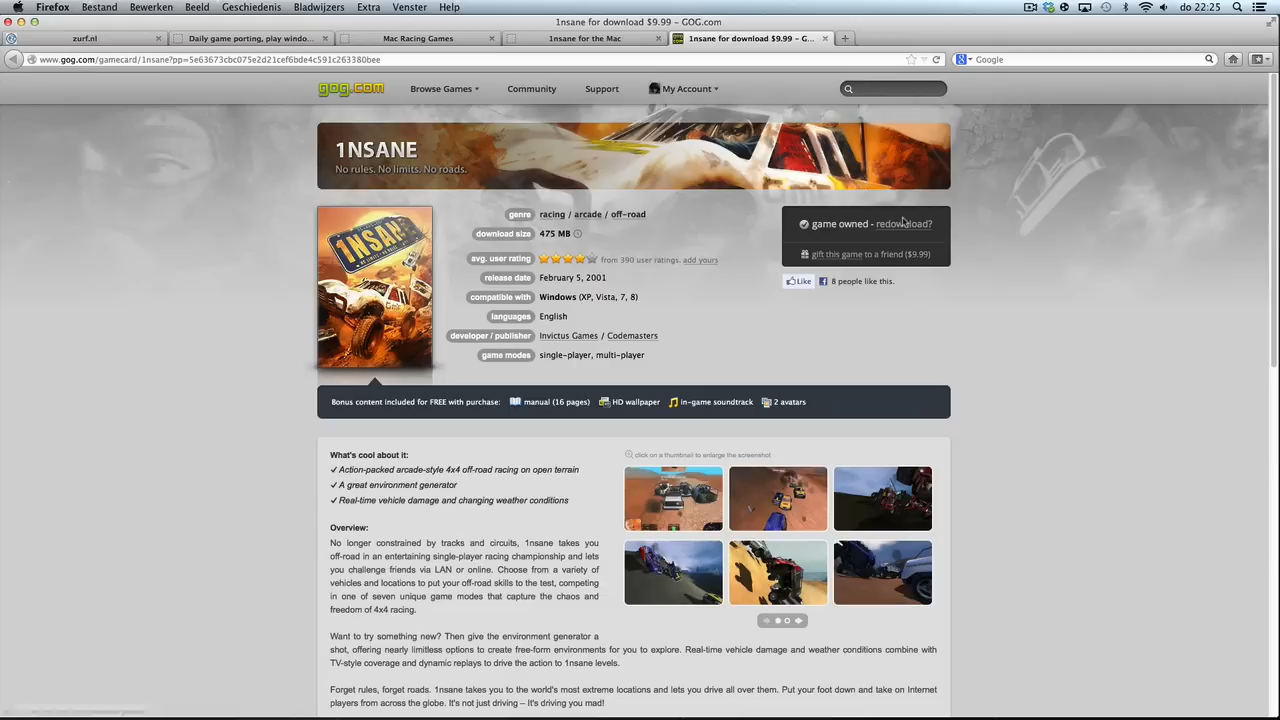 Firefox Bestand Bewerken Beeld Geschiedenis Bladwijzers Extra Venster Help do 22:25
1nsane for download $9.99 - GOG.com
zurf.nl Daily game porting, play windo... Mac Racing Games 1nsane for the Mac 1nsane for download $9.99 - G...
www.gog.com/gamecard/1nsane?pp=5e63673cbc075e2d21cef6bde4c591c263380bee Google
gog.com Browse Games Community Support My Account
1NSANE
No rules. No limits. No roads.
1NSANE
genre racing / arcade / off-road
download size 475 MB
avg. user rating from 390 user ratings. add yours
release date February 5, 2001
compatible with Windows (XP, Vista, 7, 8)
languages English
developer / publisher Invictus Games / Codemasters
game modes single-player, multi-player
game owned - redownload?
gift this game to a friend ($9.99)
Like 8 people like this.
Bonus content included for FREE with purchase: manual (16 pages) HD wallpaper in-game soundtrack 2 avatars
What's cool about it:
✓ Action-packed arcade-style 4x4 off-road racing on open terrain
✓ A great environment generator
✓ Real-time vehicle damage and changing weather conditions
click on a thumbnail to enlarge the screenshot
Overview:
No longer constrained by tracks and circuits, 1nsane takes you
off-road in an entertaining single-player racing championship and lets
you challenge friends via LAN or online. Choose from a variety of
vehicles and locations to put your off-road skills to the test, competing
in one of seven unique game modes that capture the chaos and
freedom of 4x4 racing.
Want to try something new? Then give the environment generator a
shot, offering nearly limitless options to create free-form environments for you to explore. Real-time vehicle damage and weather conditions combine with
TV-style coverage and dynamic replays to drive the action to 1nsane levels.
Forget rules, forget roads. 1nsane takes you to the world's most extreme locations and lets you drive all over them. Put your foot down and take on Internet
players from across the globe. It's not just driving – It's driving you mad!